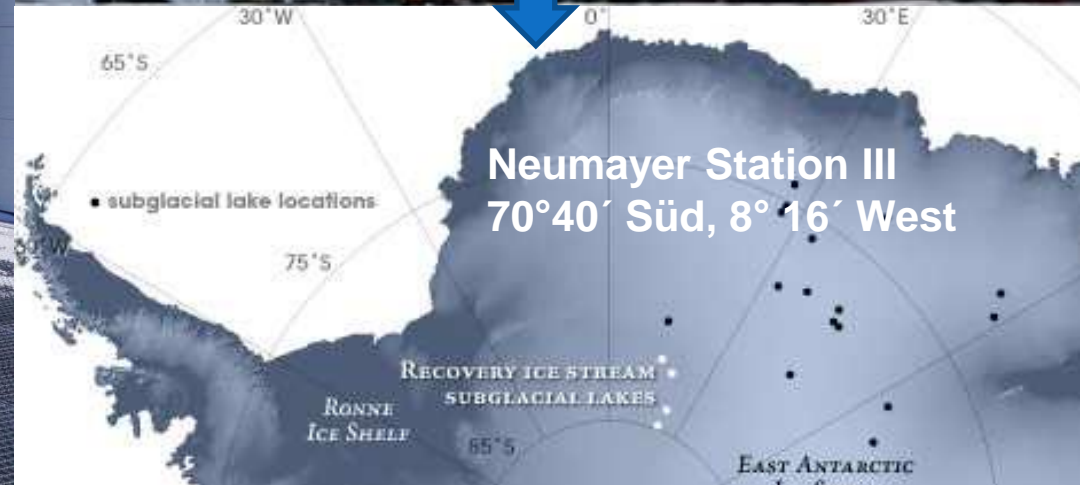 30°W
0°
30°E
65°S
Neumayer Station III
70°40´ Süd, 8° 16´ West
• subglacial lake locations
75°S
RECOVERY ICE STREAM
SUBGLACIAL LAKES
RONNE
ICE SHELF
85°S
EAST ANTARCTIC